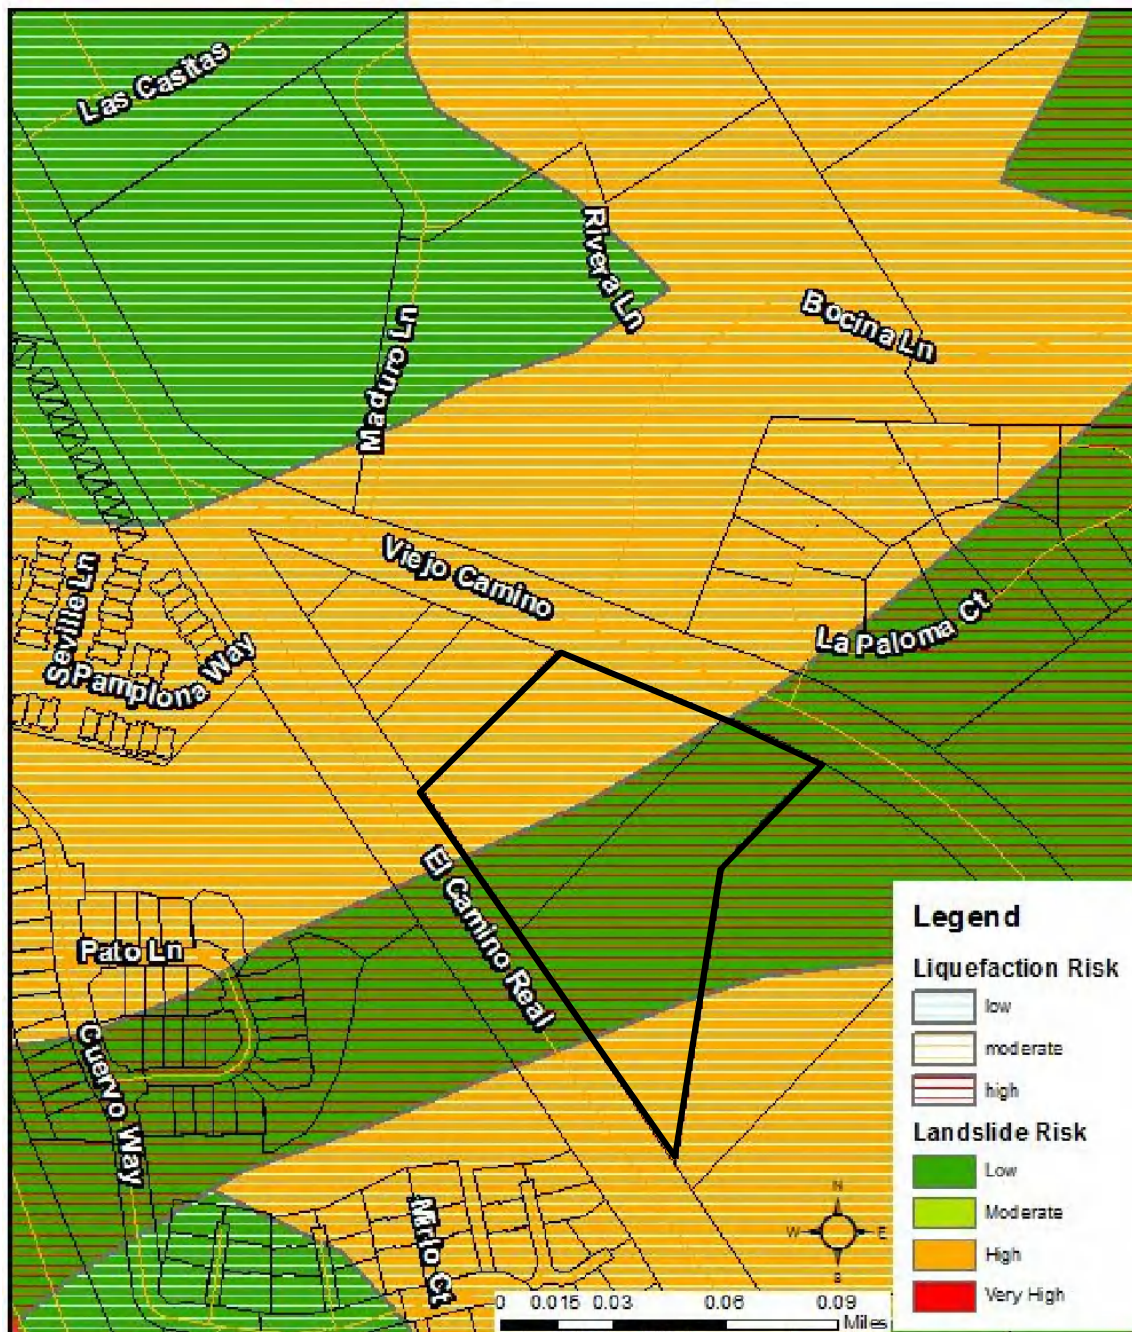 Las Casitas
Rivera Ln
Bocina Ln
Maduro Ln
Viejo Camino
Seville Ln
La Paloma Ct
Pamplona Way
El Camino Real
Pato Ln
Cuervo Way
Mirlo Ct
Legend
Liquefaction Risk
low
moderate
high
Landslide Risk
Low
Moderate
High
Very High
N
W E
S
0 0.015 0.03 0.06 0.09
Miles